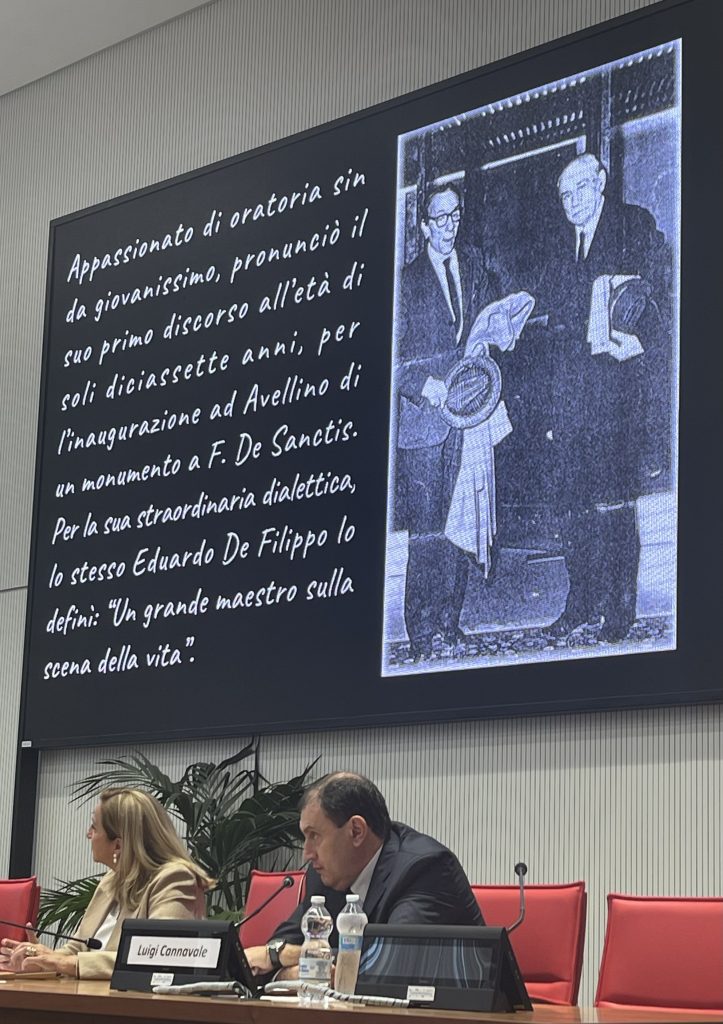 Appassionato di oratoria sin
da giovanissimo, pronunciò il
suo primo discorso all'età di
soli diciassette anni, per
l'inaugurazione ad Avellino di
un monumento a F. De Sanctis.
Per la sua straordinaria dialettica,
lo stesso Eduardo De Filippo lo
definì: "Un grande maestro sulla
scena della vita".
Luigi Cannavale